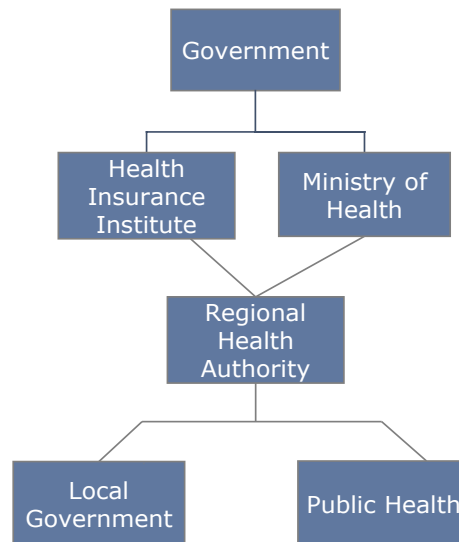 Government
Health
Insurance
Institute
Ministry of
Health
Regional
Health
Authority
Local
Government
Public Health